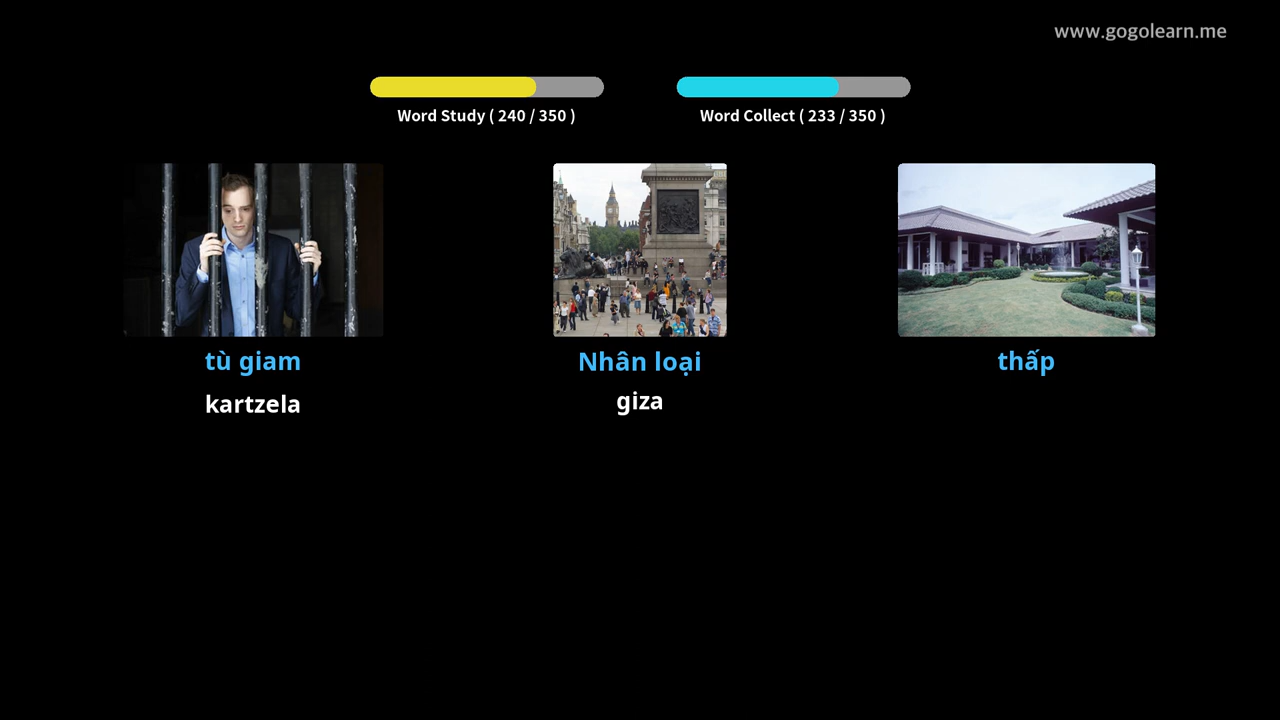 www.gogolearn.me
Word Study ( 240 / 350 )
Word Collect ( 233 / 350 )
tù giam
Nhân loại
thấp
kartzela
giza